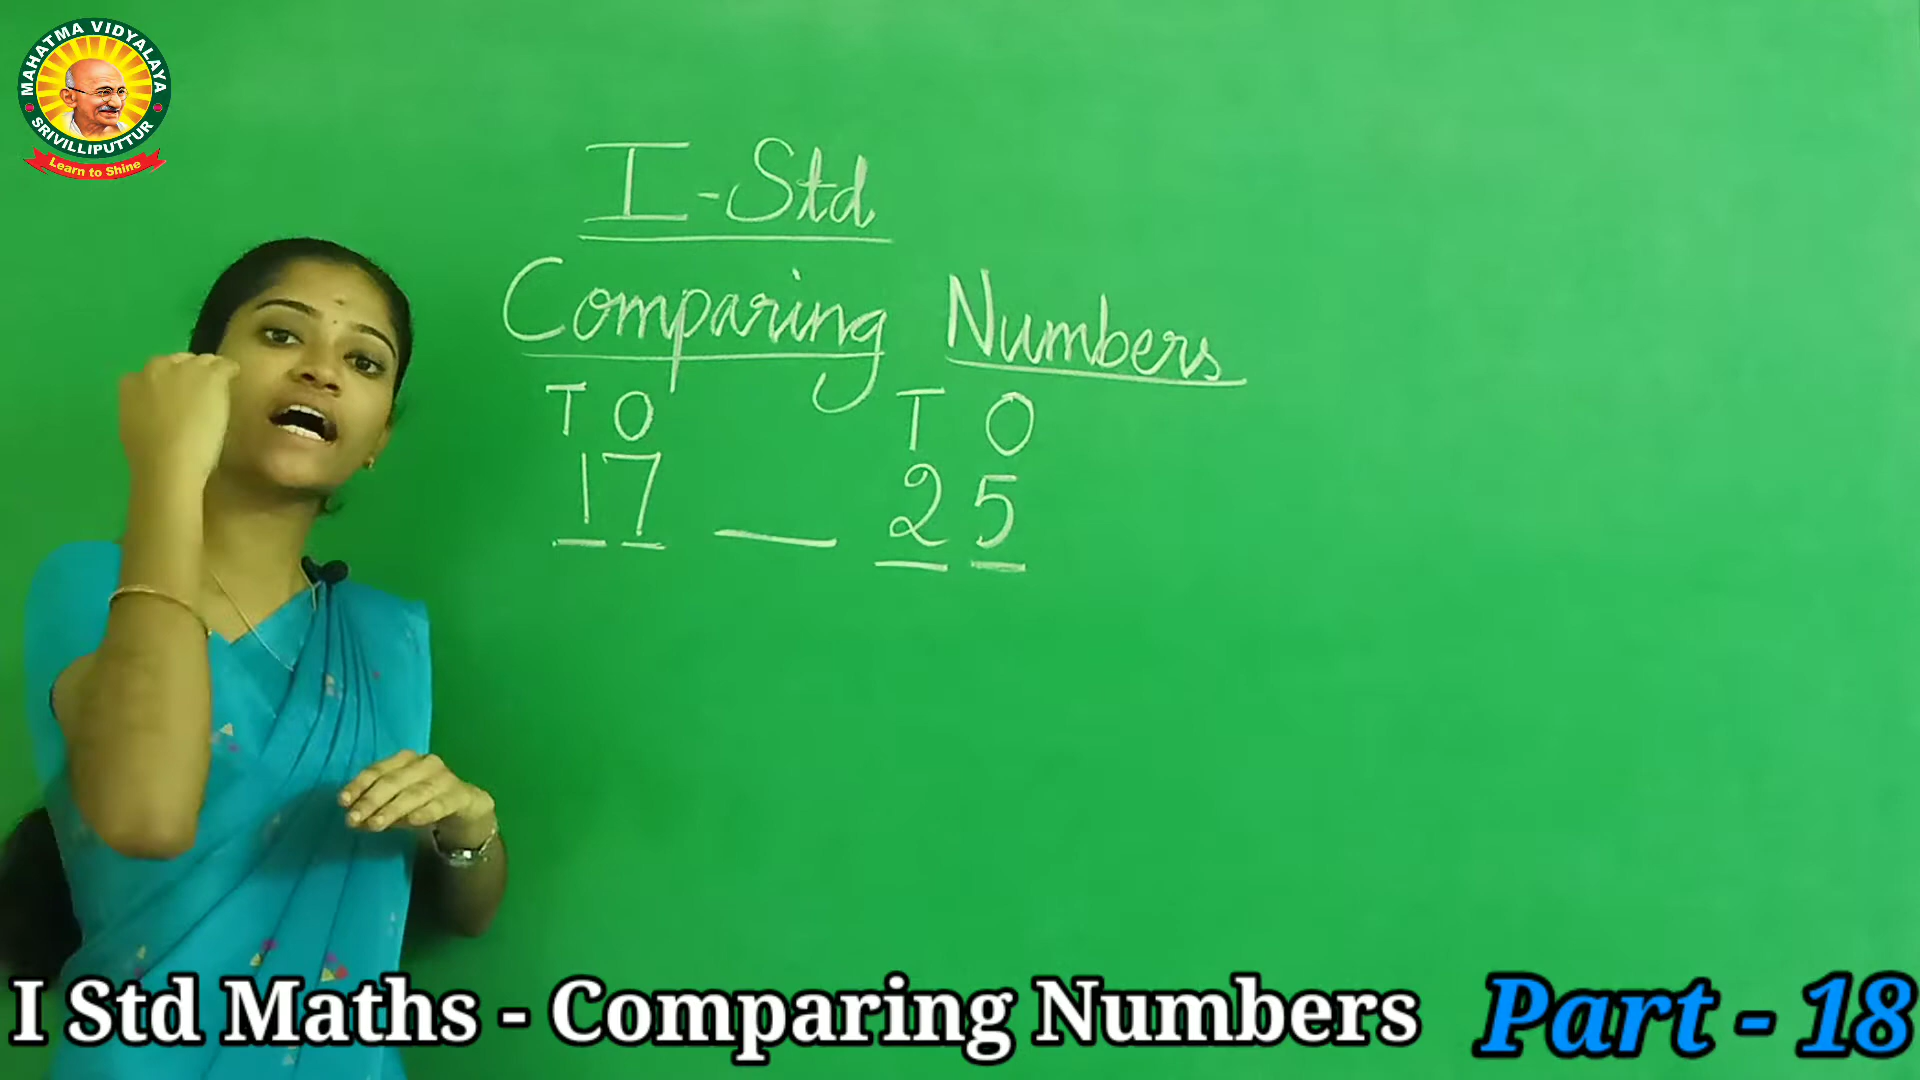 MAHATMA VIDYALAYA
SRIVILLIPUTTUR
Learn to Shine
I - Std
Comparing Numbers
T O T O
17 __ 25
I Std Maths - Comparing Numbers Part - 18